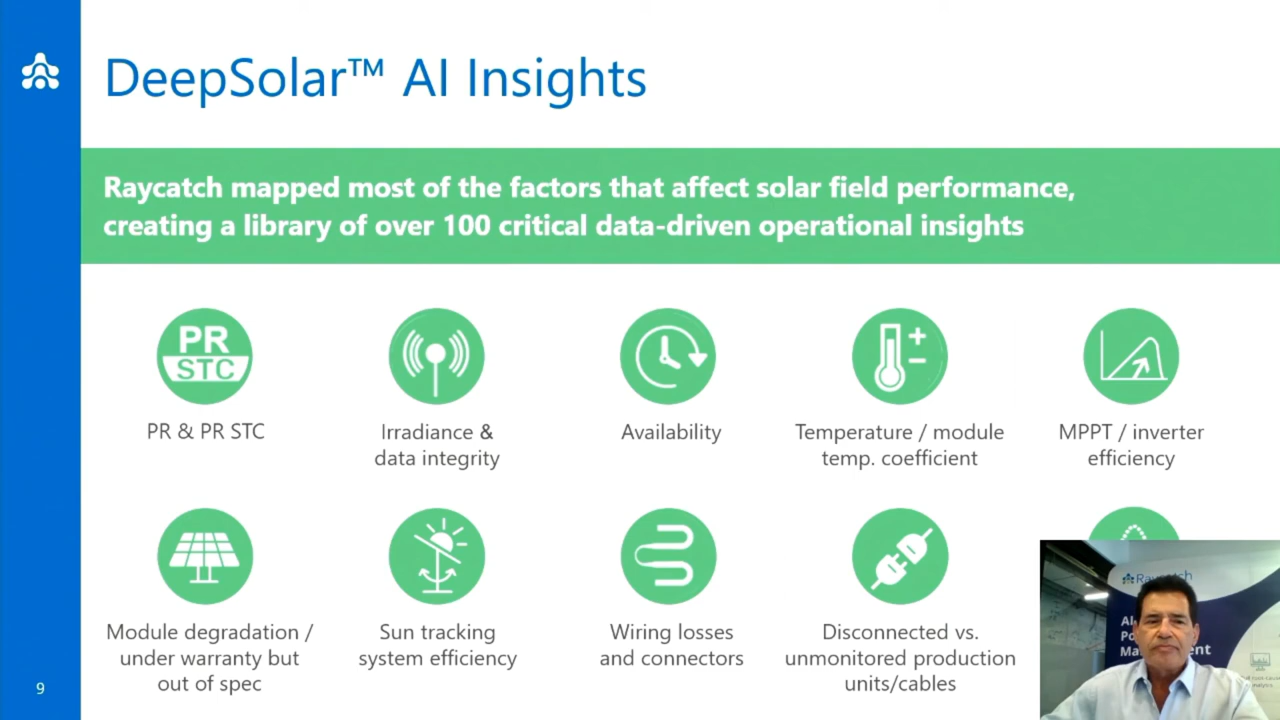 DeepSolar™ AI Insights
Raycatch mapped most of the factors that affect solar field performance,
creating a library of over 100 critical data-driven operational insights
PR
STC
PR & PR STC
Irradiance &
data integrity
Availability
Temperature / module
temp. coefficient
MPPT / inverter
efficiency
Module degradation /
under warranty but
out of spec
Sun tracking
system efficiency
Wiring losses
and connectors
Disconnected vs.
unmonitored production
units/cables
9